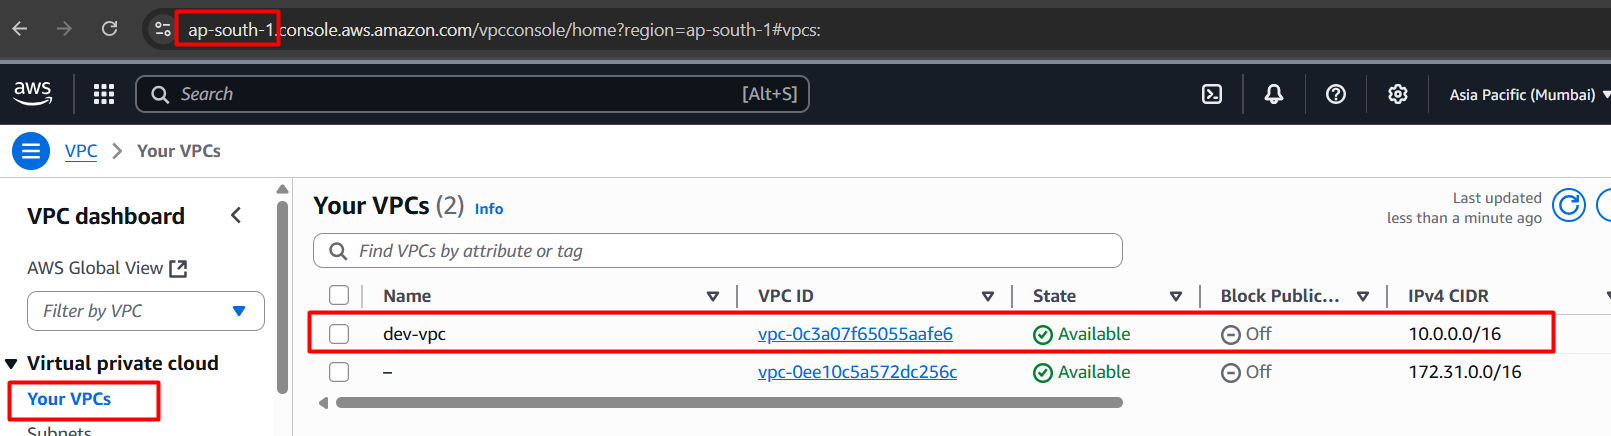 ap-south-1.console.aws.amazon.com/vpcconsole/home?region=ap-south-1#vpcs:
aws Search [Alt+S] Asia Pacific (Mumbai)
VPC > Your VPCs
VPC dashboard
AWS Global View
Filter by VPC
Virtual private cloud
Your VPCs
Subnets
Your VPCs (2) Info
Last updated
less than a minute ago
Find VPCs by attribute or tag
Name VPC ID State Block Public... IPv4 CIDR
dev-vpc vpc-0c3a07f65055aafe6 Available Off 10.0.0.0/16
– vpc-0ee10c5a572dc256c Available Off 172.31.0.0/16